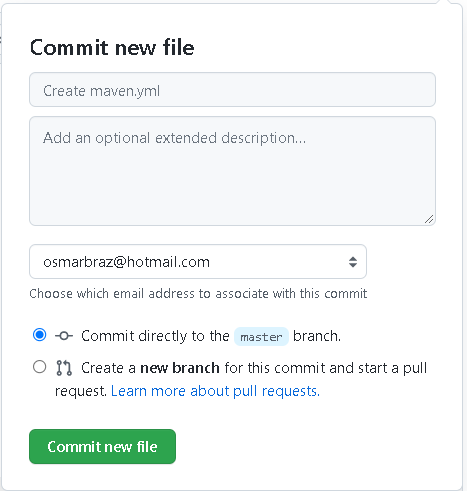 Commit new file
Create maven.yml
Add an optional extended description...
osmarbraz@hotmail.com
Choose which email address to associate with this commit
Commit directly to the master branch.
Create a new branch for this commit and start a pull
request. Learn more about pull requests.
Commit new file